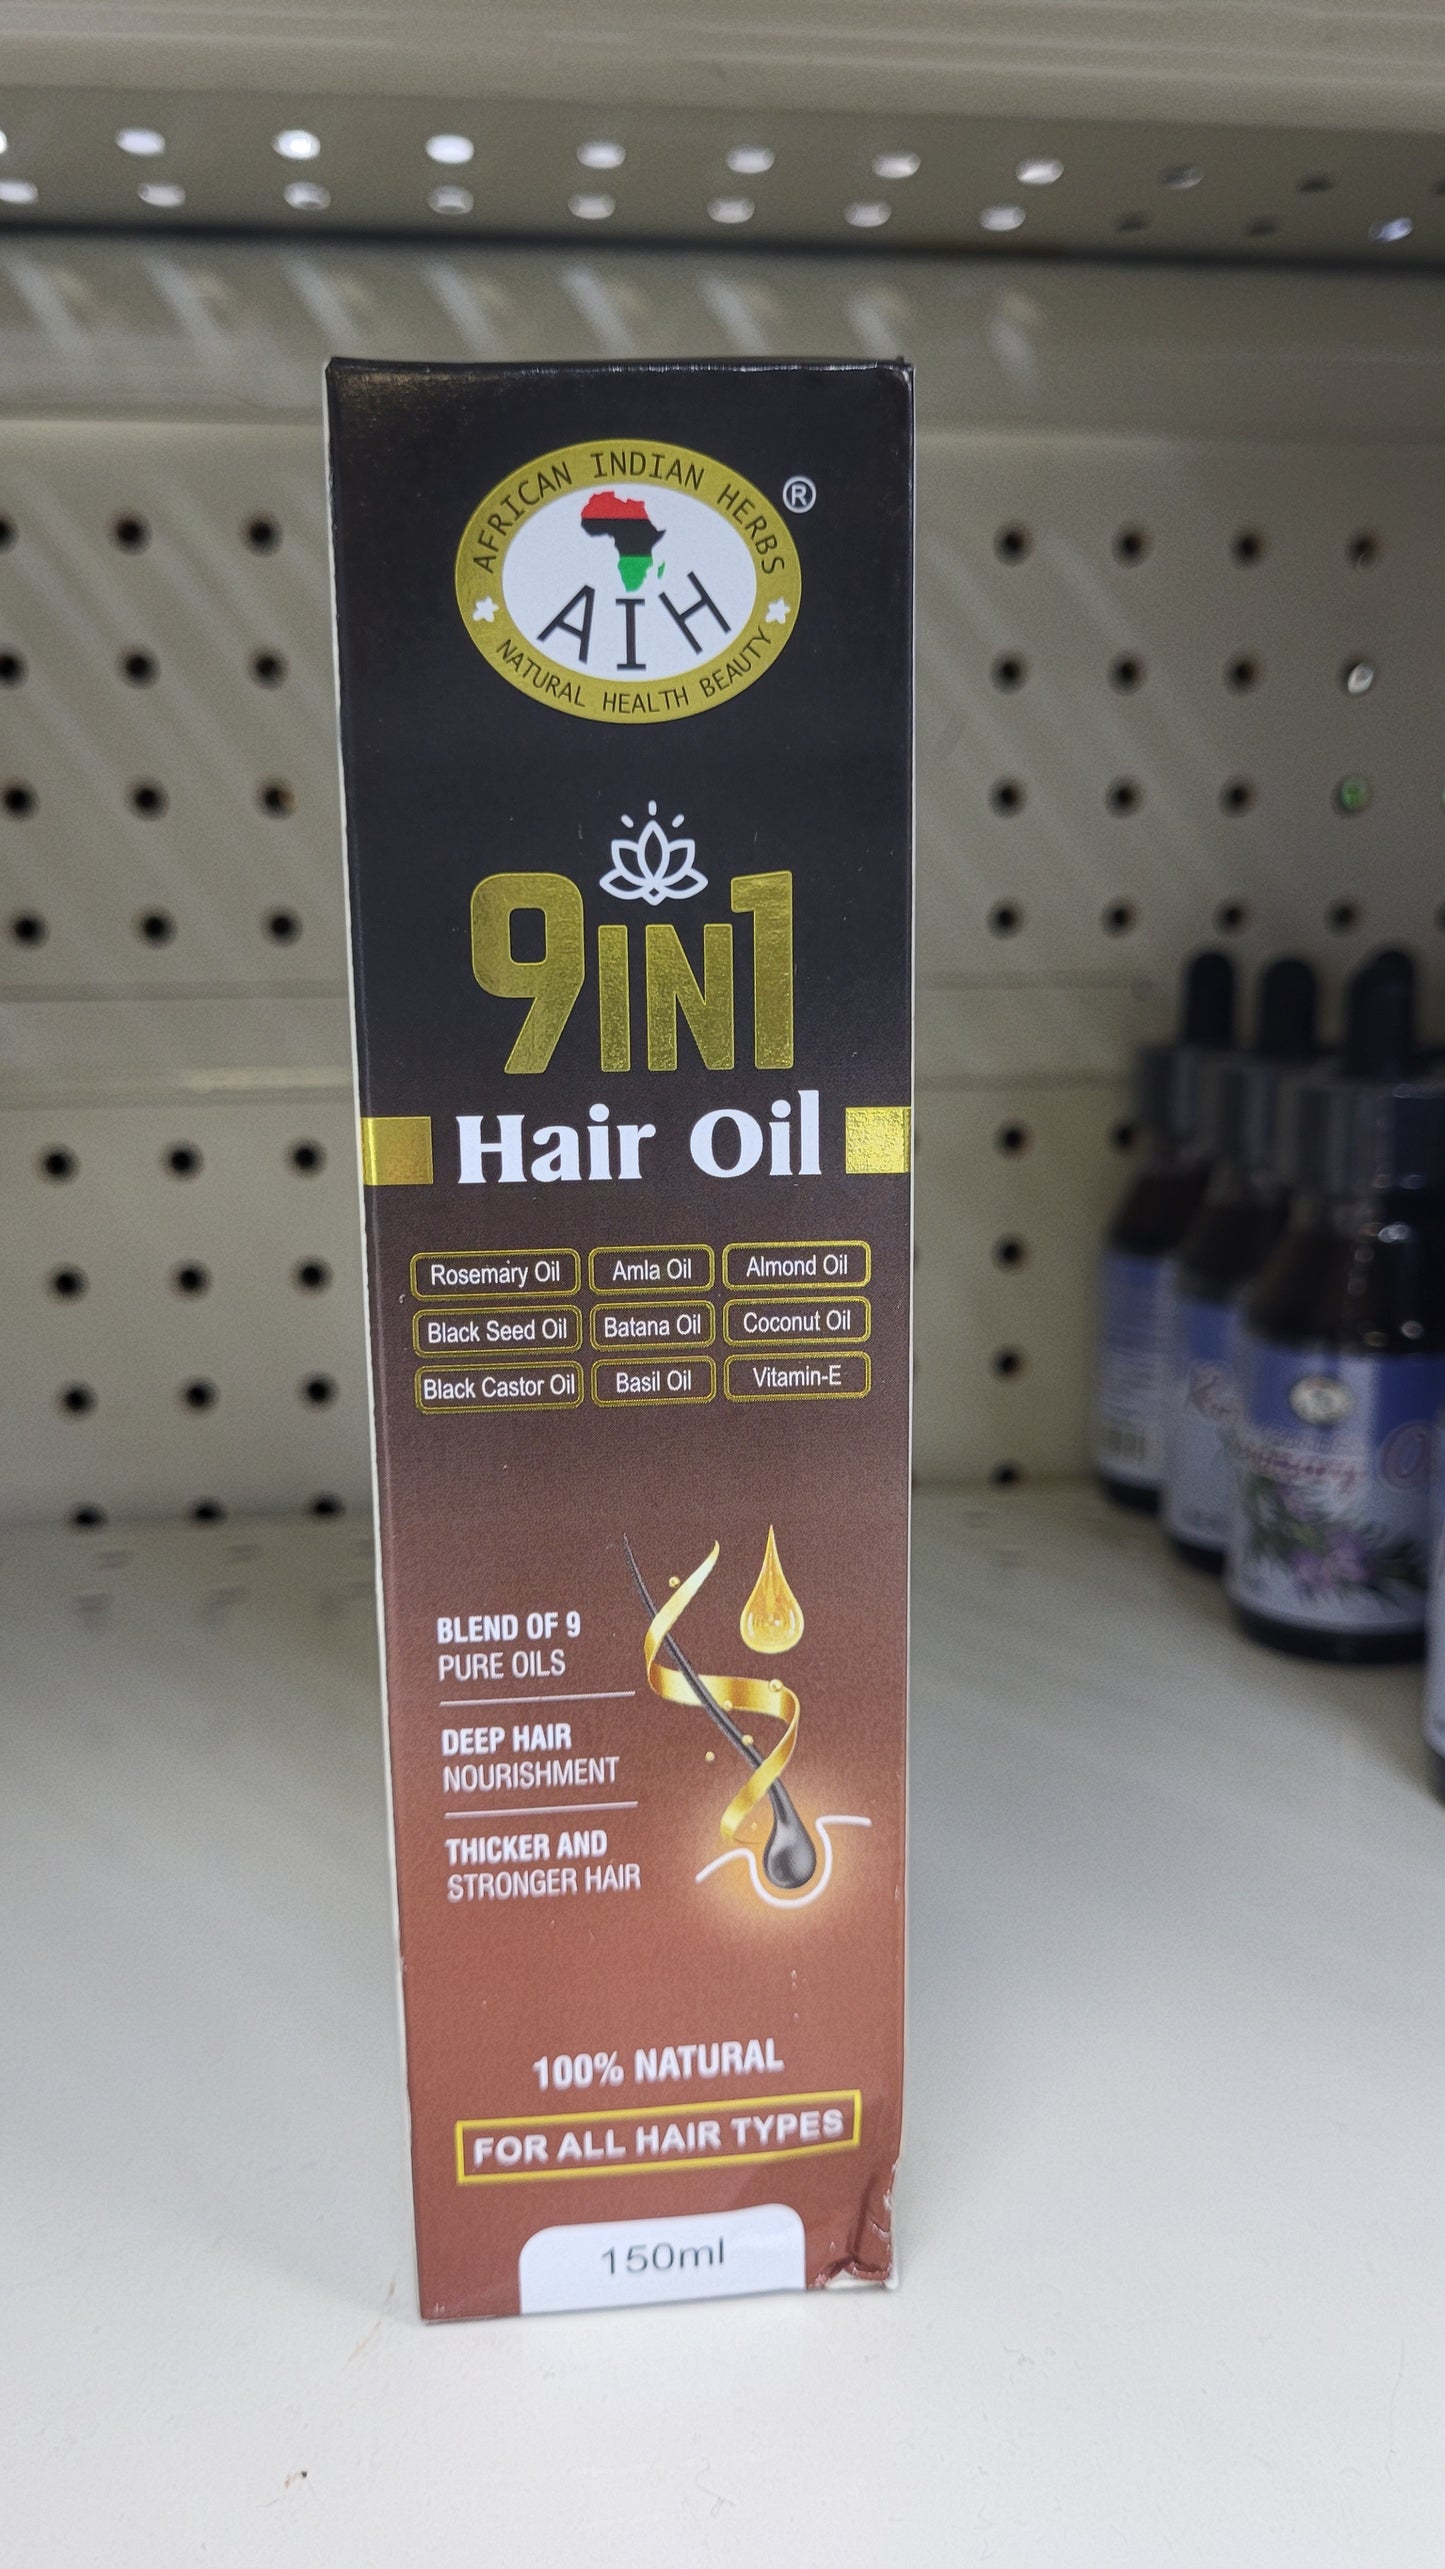 AFRICAN INDIAN HERBS
®
AIH
NATURAL HEALTH BEAUTY
9IN1
Hair Oil
Rosemary Oil Amla Oil Almond Oil
Black Seed Oil Batana Oil Coconut Oil
Black Castor Oil Basil Oil Vitamin-E
BLEND OF 9
PURE OILS
DEEP HAIR
NOURISHMENT
THICKER AND
STRONGER HAIR
100% NATURAL
FOR ALL HAIR TYPES
150ml